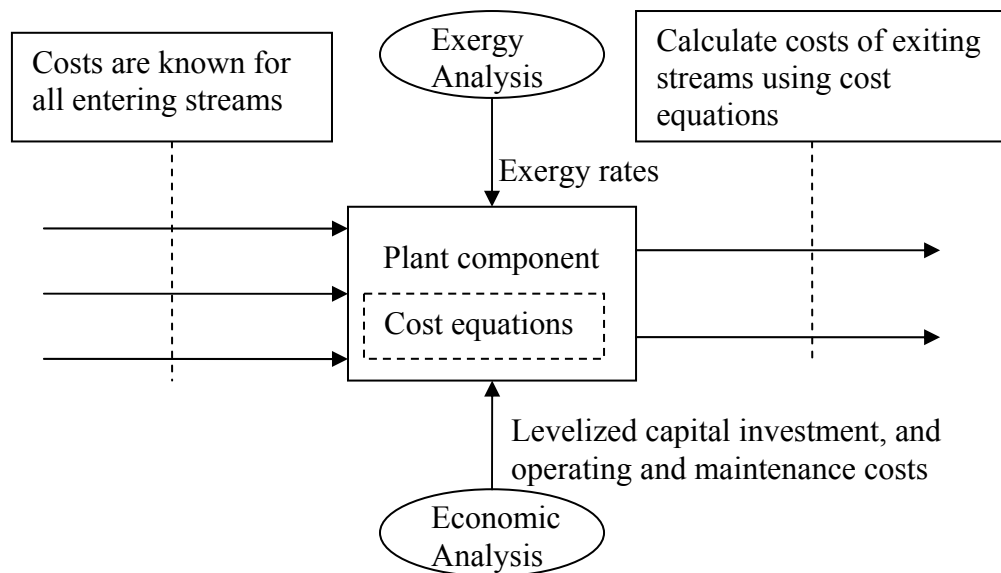 Costs are known for
all entering streams
Exergy
Analysis
Calculate costs of exiting
streams using cost
equations
Exergy rates
Plant component
Cost equations
Levelized capital investment, and
operating and maintenance costs
Economic
Analysis